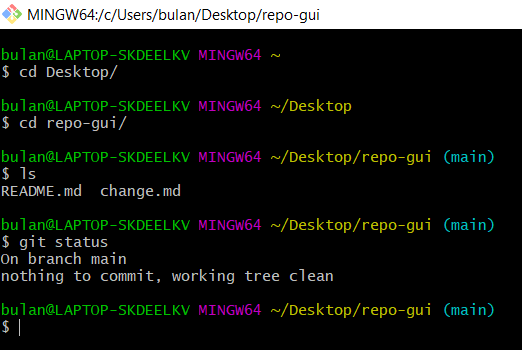 MINGW64:/c/Users/bulan/Desktop/repo-gui
bulan@LAPTOP-SKDEELKV MINGW64 ~
$ cd Desktop/
bulan@LAPTOP-SKDEELKV MINGW64 ~/Desktop
$ cd repo-gui/
bulan@LAPTOP-SKDEELKV MINGW64 ~/Desktop/repo-gui (main)
$ ls
README.md  change.md
bulan@LAPTOP-SKDEELKV MINGW64 ~/Desktop/repo-gui (main)
$ git status
On branch main
nothing to commit, working tree clean
bulan@LAPTOP-SKDEELKV MINGW64 ~/Desktop/repo-gui (main)
$